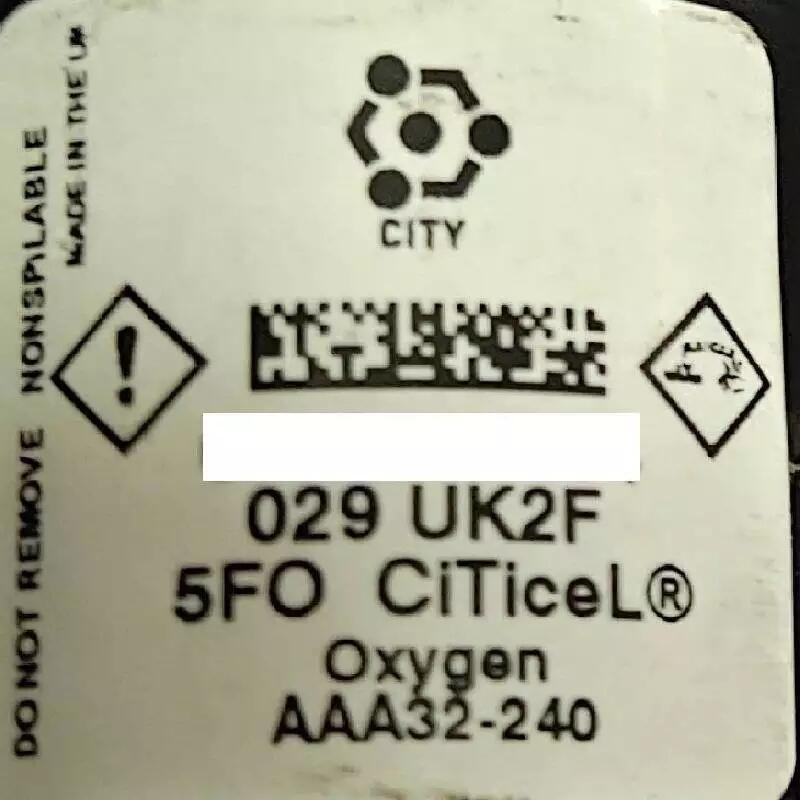 CITY
029 UK2F
5FO CiTiceL®
Oxygen
AAA32-240
DO NOT REMOVE NONSPILABLE
MADE IN THE UK